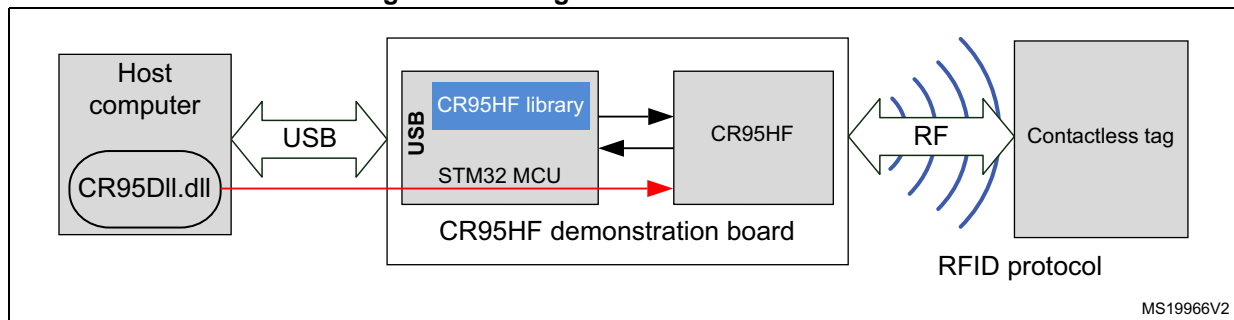 Host
computer
CR95Dll.dll
USB
USB
CR95HF library
STM32 MCU
CR95HF
CR95HF demonstration board
RF
Contactless tag
RFID protocol
MS19966V2